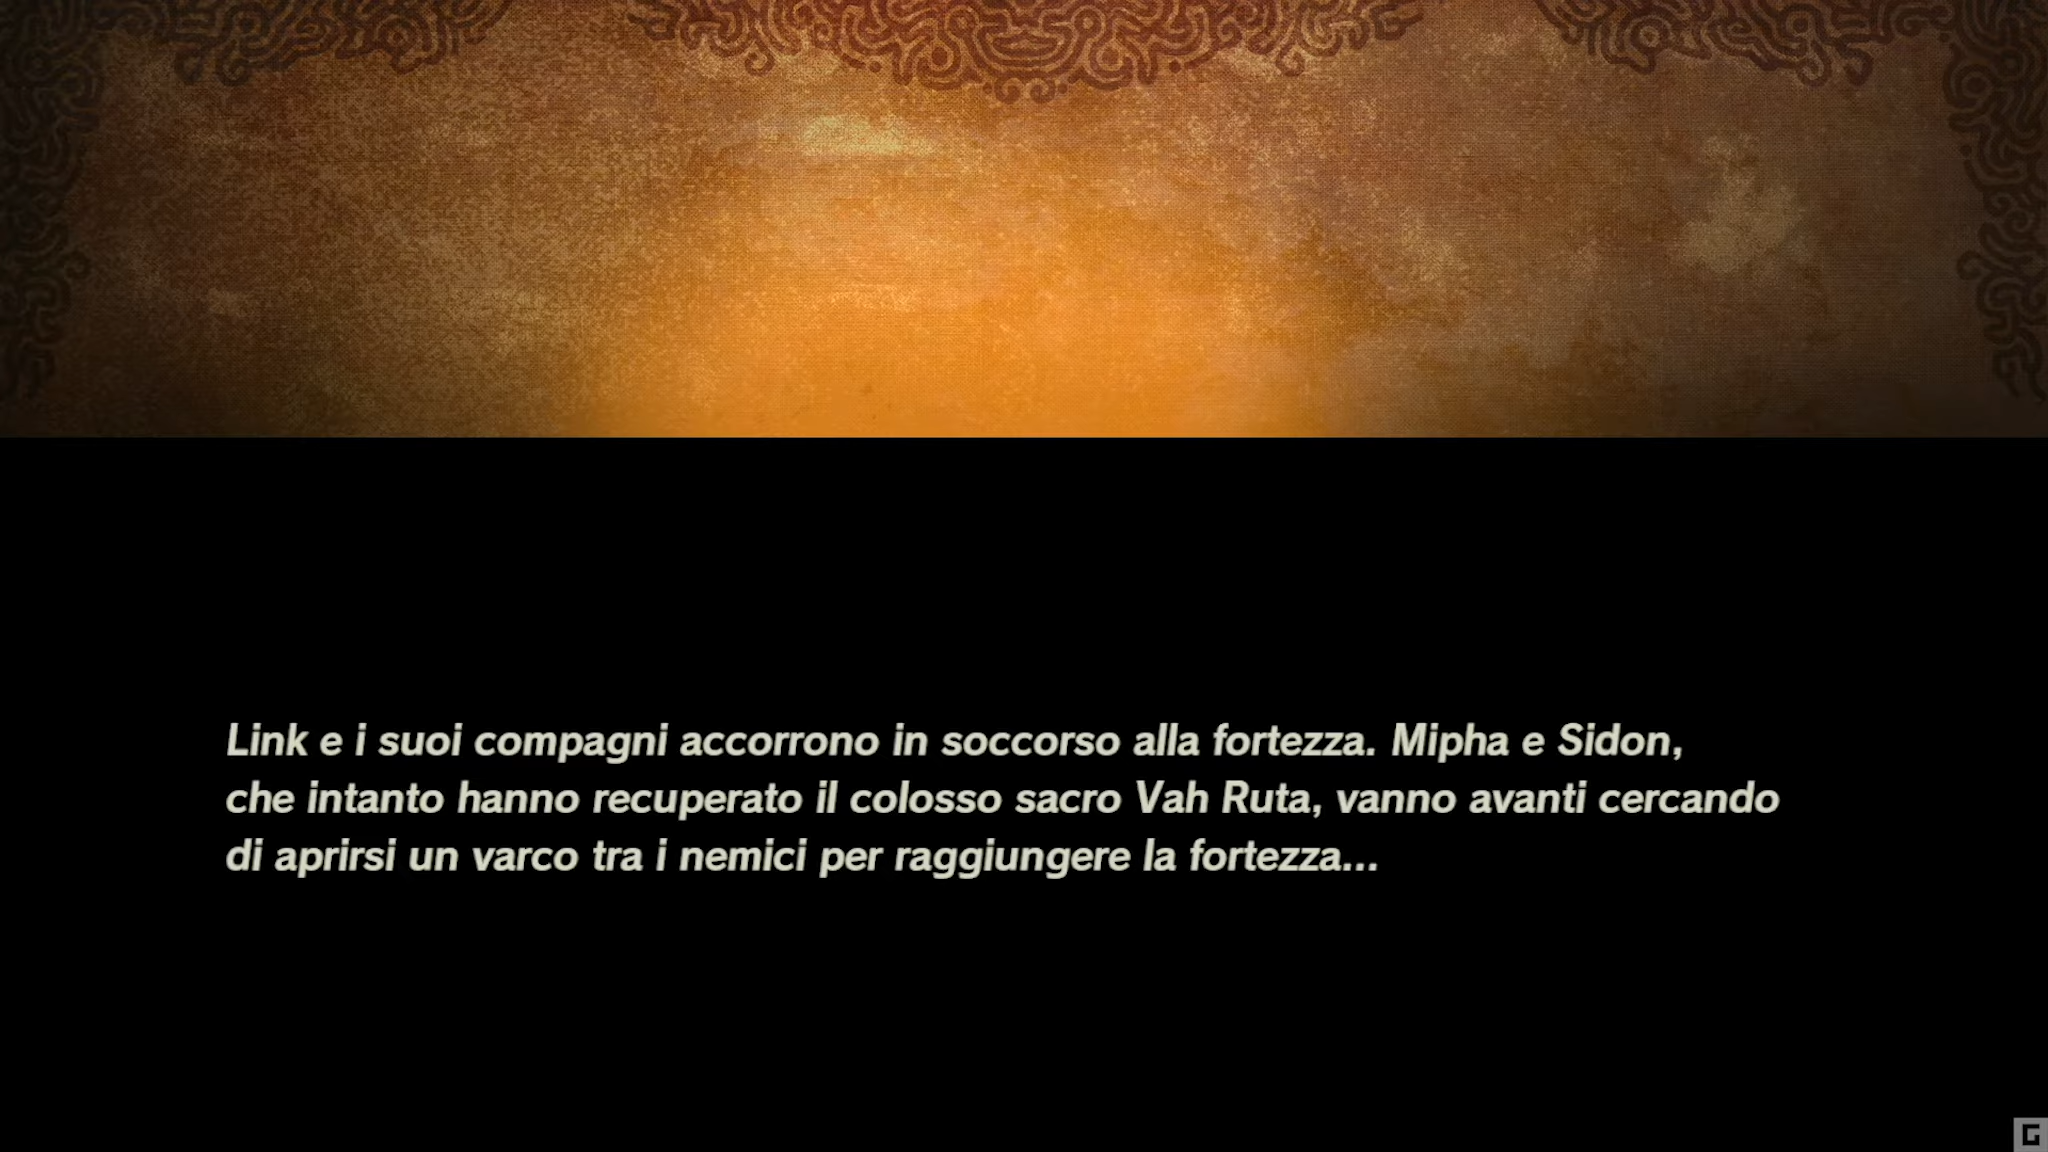 Link e i suoi compagni accorrono in soccorso alla fortezza. Mipha e Sidon,
che intanto hanno recuperato il colosso sacro Vah Ruta, vanno avanti cercando
di aprirsi un varco tra i nemici per raggiungere la fortezza...
G